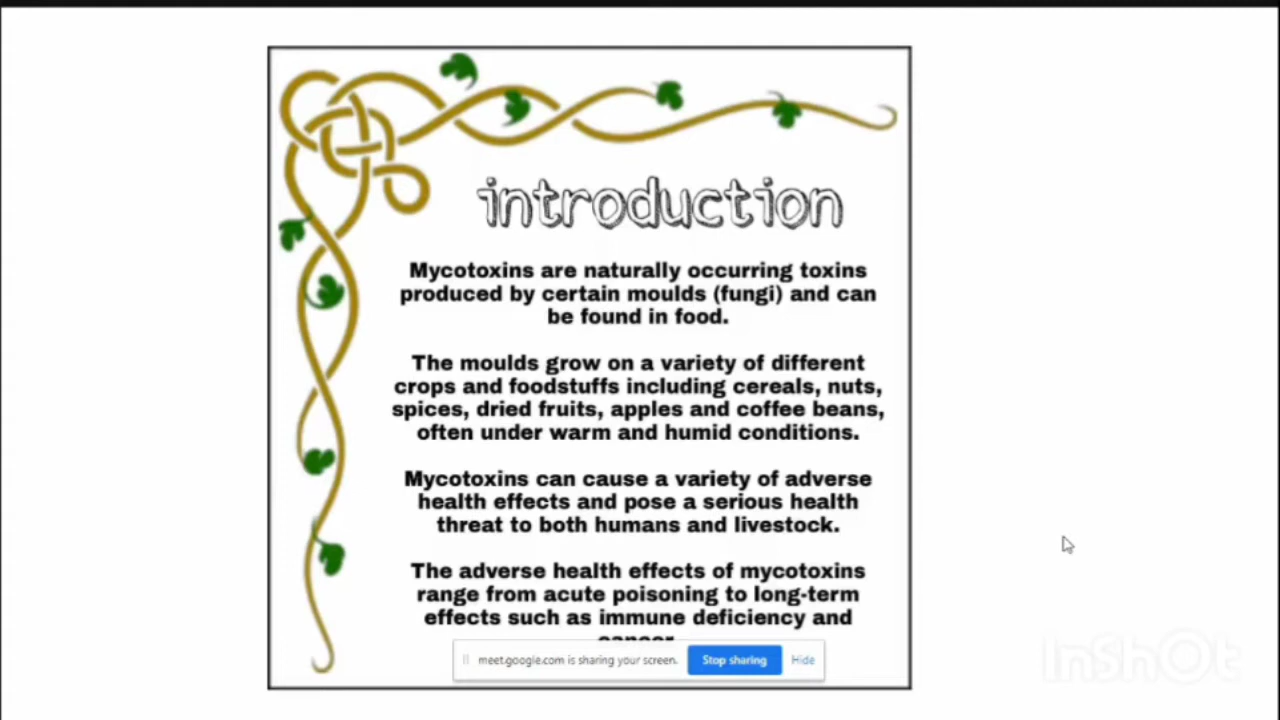 introduction
Mycotoxins are naturally occurring toxins
produced by certain moulds (fungi) and can
be found in food.
The moulds grow on a variety of different
crops and foodstuffs including cereals, nuts,
spices, dried fruits, apples and coffee beans,
often under warm and humid conditions.
Mycotoxins can cause a variety of adverse
health effects and pose a serious health
threat to both humans and livestock.
The adverse health effects of mycotoxins
range from acute poisoning to long-term
effects such as immune deficiency and
cancer.
meet.google.com is sharing your screen. Stop sharing Hide
InShOt